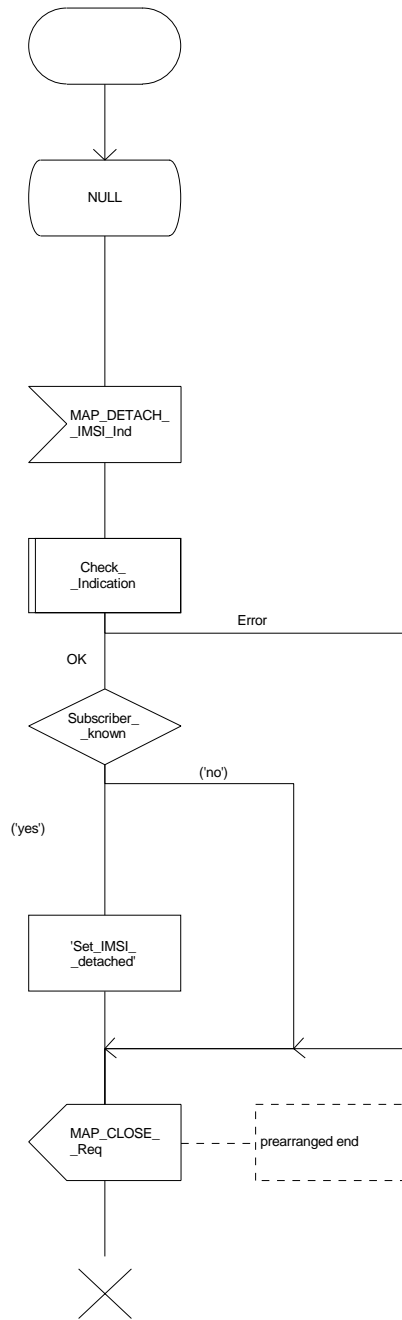 NULL
MAP_DETACH_
_IMSI_Ind
Check_
_Indication
Error
OK
Subscriber_
_known
('no')
('yes')
'Set_IMSI_
_detached'
MAP_CLOSE_
_Req
prearranged end